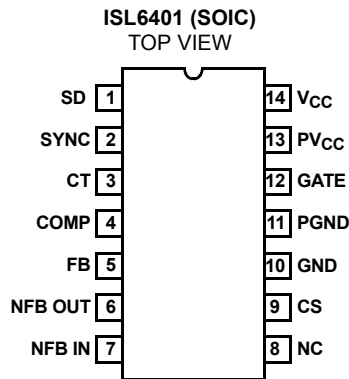 ISL6401 (SOIC)
TOP VIEW
SD 1 14 VCC
SYNC 2 13 PVCC
CT 3 12 GATE
COMP 4 11 PGND
FB 5 10 GND
NFB OUT 6 9 CS
NFB IN 7 8 NC